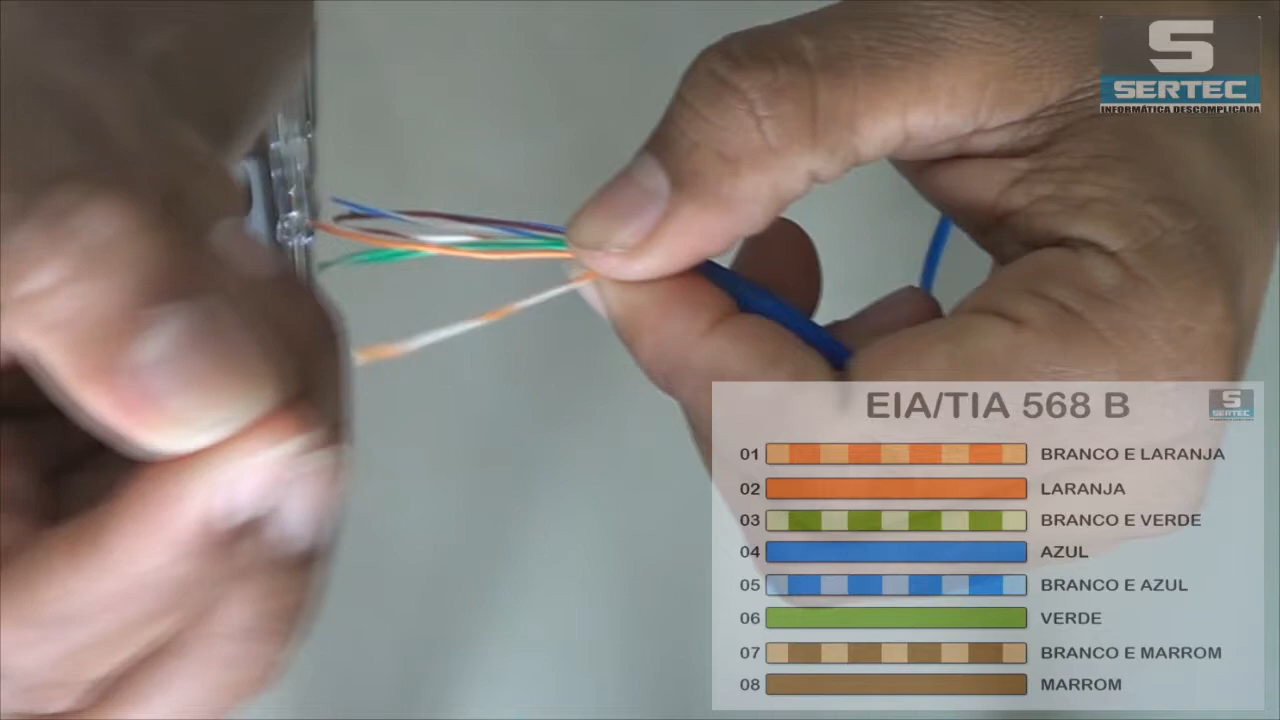 S
SERTEC
INFORMÁTICA DESCOMPLICADA
EIA/TIA 568 B
S
SERTEC
01 BRANCO E LARANJA
02 LARANJA
03 BRANCO E VERDE
04 AZUL
05 BRANCO E AZUL
06 VERDE
07 BRANCO E MARROM
08 MARROM